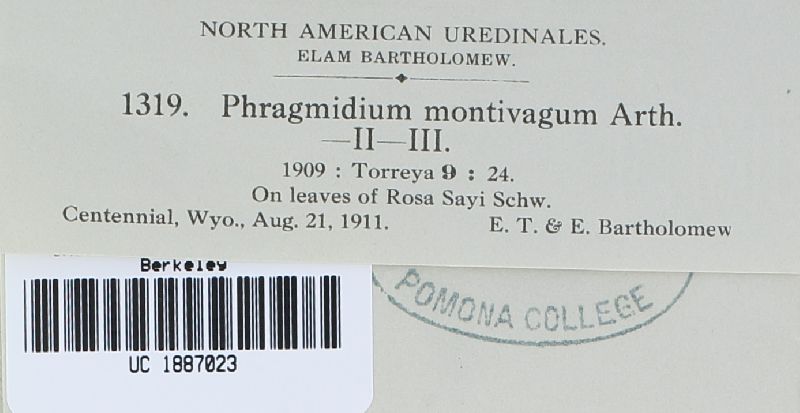 NORTH AMERICAN UREDINALES.
ELAM BARTHOLOMEW.
1319. Phragmidium montivagum Arth.
—II—III.
1909 : Torreya 9 : 24.
On leaves of Rosa Sayi Schw.
Centennial, Wyo., Aug. 21, 1911. E. T. & E. Bartholomew
Berkeley
UC 1887023
POMONA COLLEGE